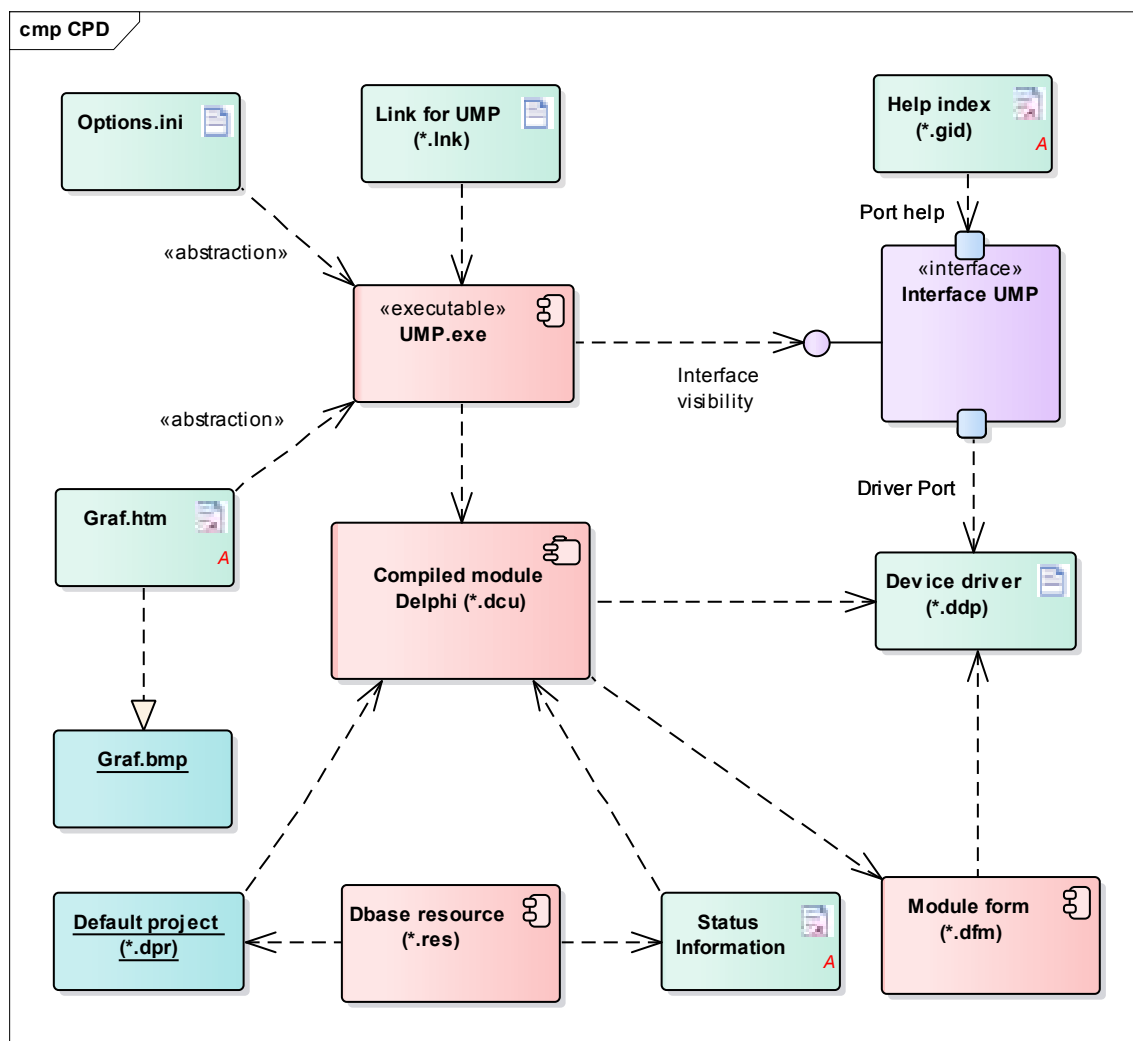 cmp CPD
Options.ini
Link for UMP
(*.lnk)
Help index
(*.gid)
A
Port help
«abstraction»
«executable»
UMP.exe
«interface»
Interface UMP
Interface
visibility
«abstraction»
Graf.htm
A
Driver Port
Compiled module
Delphi (*.dcu)
Device driver
(*.ddp)
Graf.bmp
Default project
(*.dpr)
Dbase resource
(*.res)
Status
Information
A
Module form
(*.dfm)